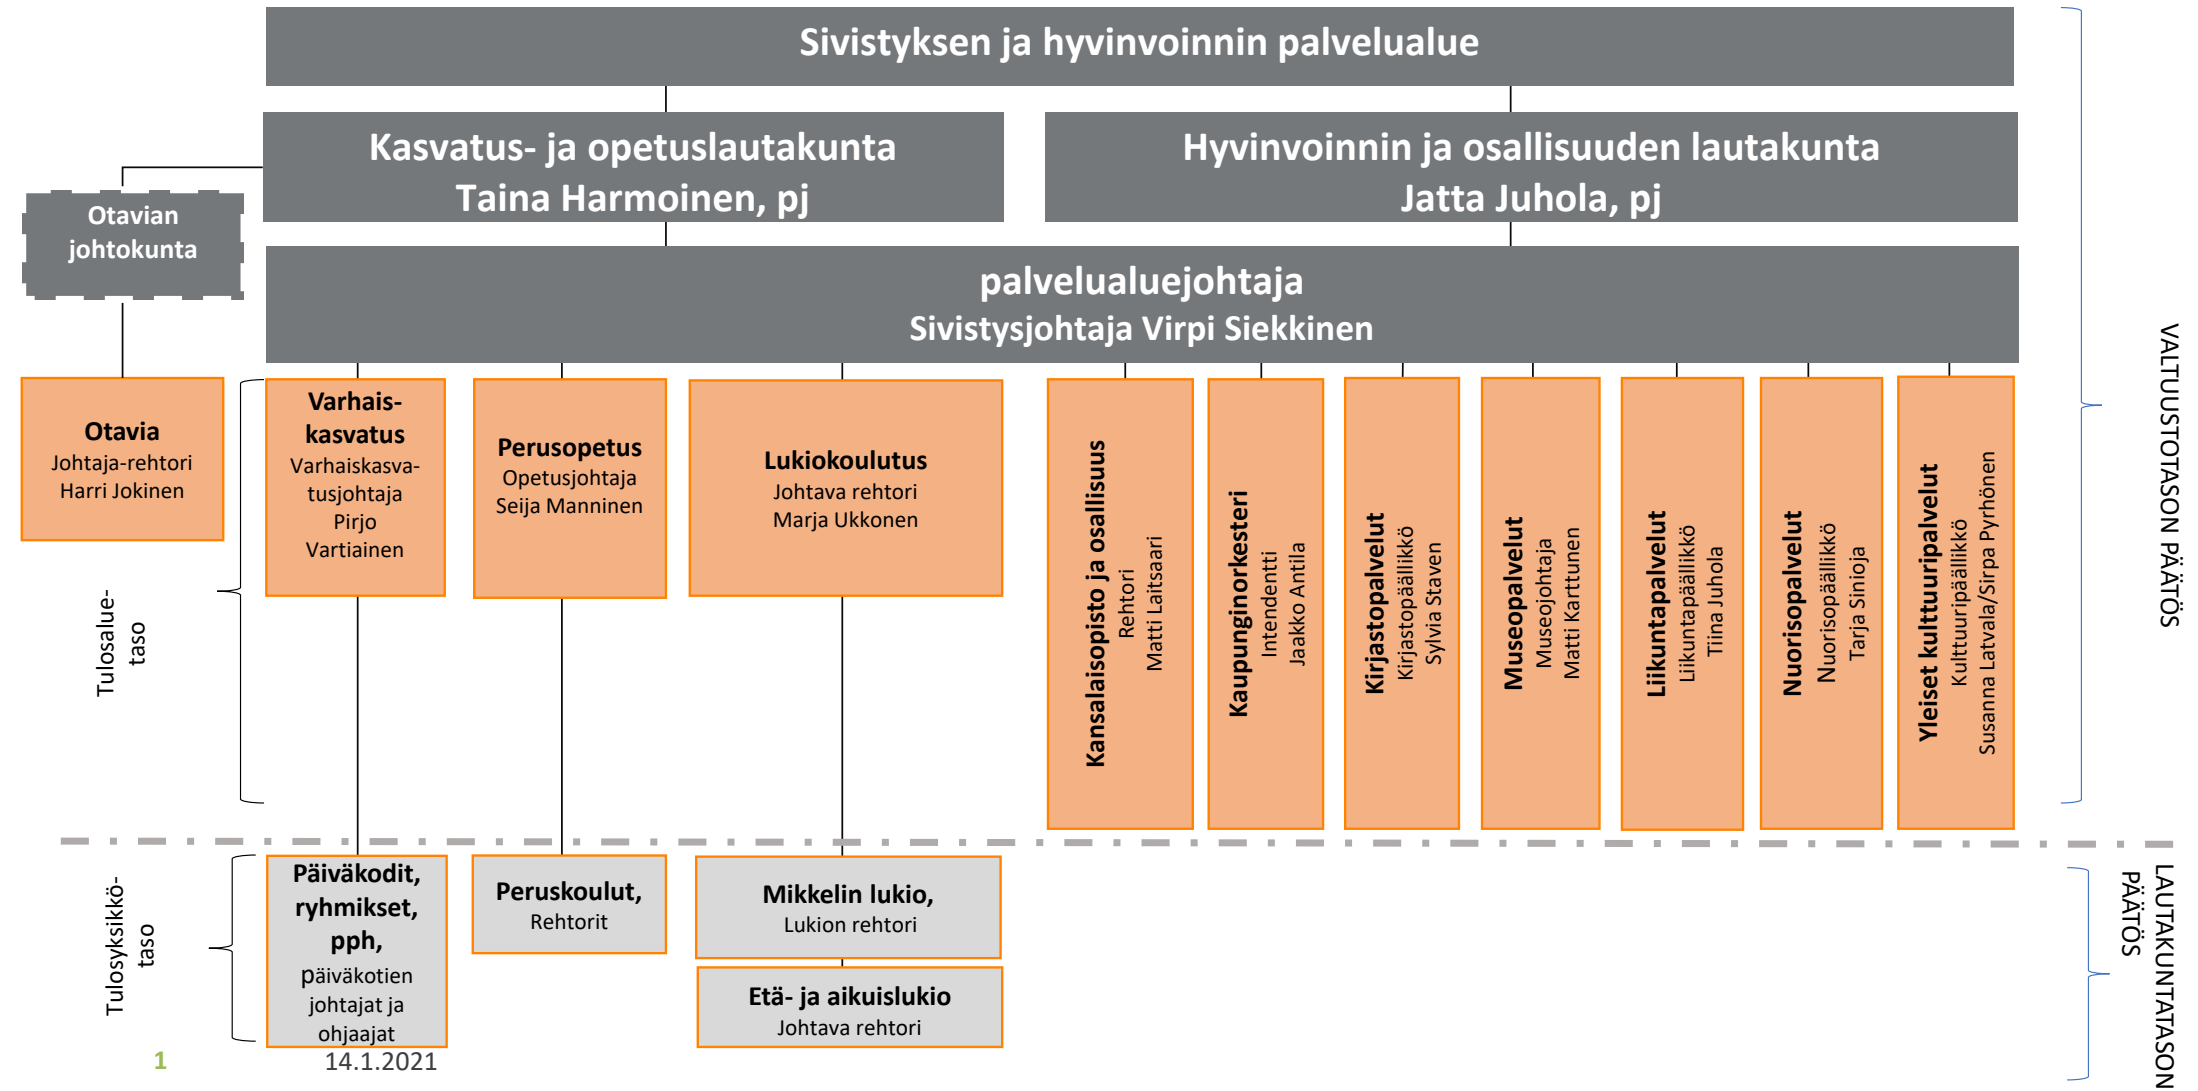 Sivistyksen ja hyvinvoinnin palvelualue
Kasvatus- ja opetuslautakunta
Taina Harmoinen, pj
Hyvinvoinnin ja osallisuuden lautakunta
Jatta Juhola, pj
Otavian
johtokunta
palvelualuejohtaja
Sivistysjohtaja Virpi Siekkinen
VALTUUSTOTASON PÄÄTÖS
Otavia
Johtaja-rehtori
Harri Jokinen
Varhais-
kasvatus
Varhaiskasva-
tusjohtaja
Pirjo
Vartiainen
Perusopetus
Opetusjohtaja
Seija Manninen
Lukiokoulutus
Johtava rehtori
Marja Ukkonen
Kansalaisopisto ja osallisuus
Rehtori
Matti Laitsaari
Kaupunginorkesteri
Intendentti
Jaakko Antila
Kirjastopalvelut
Kirjastopäällikkö
Sylvia Staven
Museopalvelut
Museojohtaja
Matti Karttunen
Liikuntapalvelut
Liikuntapäällikkö
Tiina Juhola
Nuorisopalvelut
Nuorisopäällikkö
Tarja Sinioja
Yleiset kulttuuripalvelut
Kulttuuripäällikkö
Susanna Latvala/Sirpa Pyrhönen
Tulosalue-
taso
Tulosyksikkö-
taso
Päiväkodit,
ryhmikset,
pph,
päiväkotien
johtajat ja
ohjaajat
Peruskoulut,
Rehtorit
Mikkelin lukio,
Lukion rehtori
Etä- ja aikuislukio
Johtava rehtori
LAUTAKUNTATASON
PÄÄTÖS
1
14.1.2021